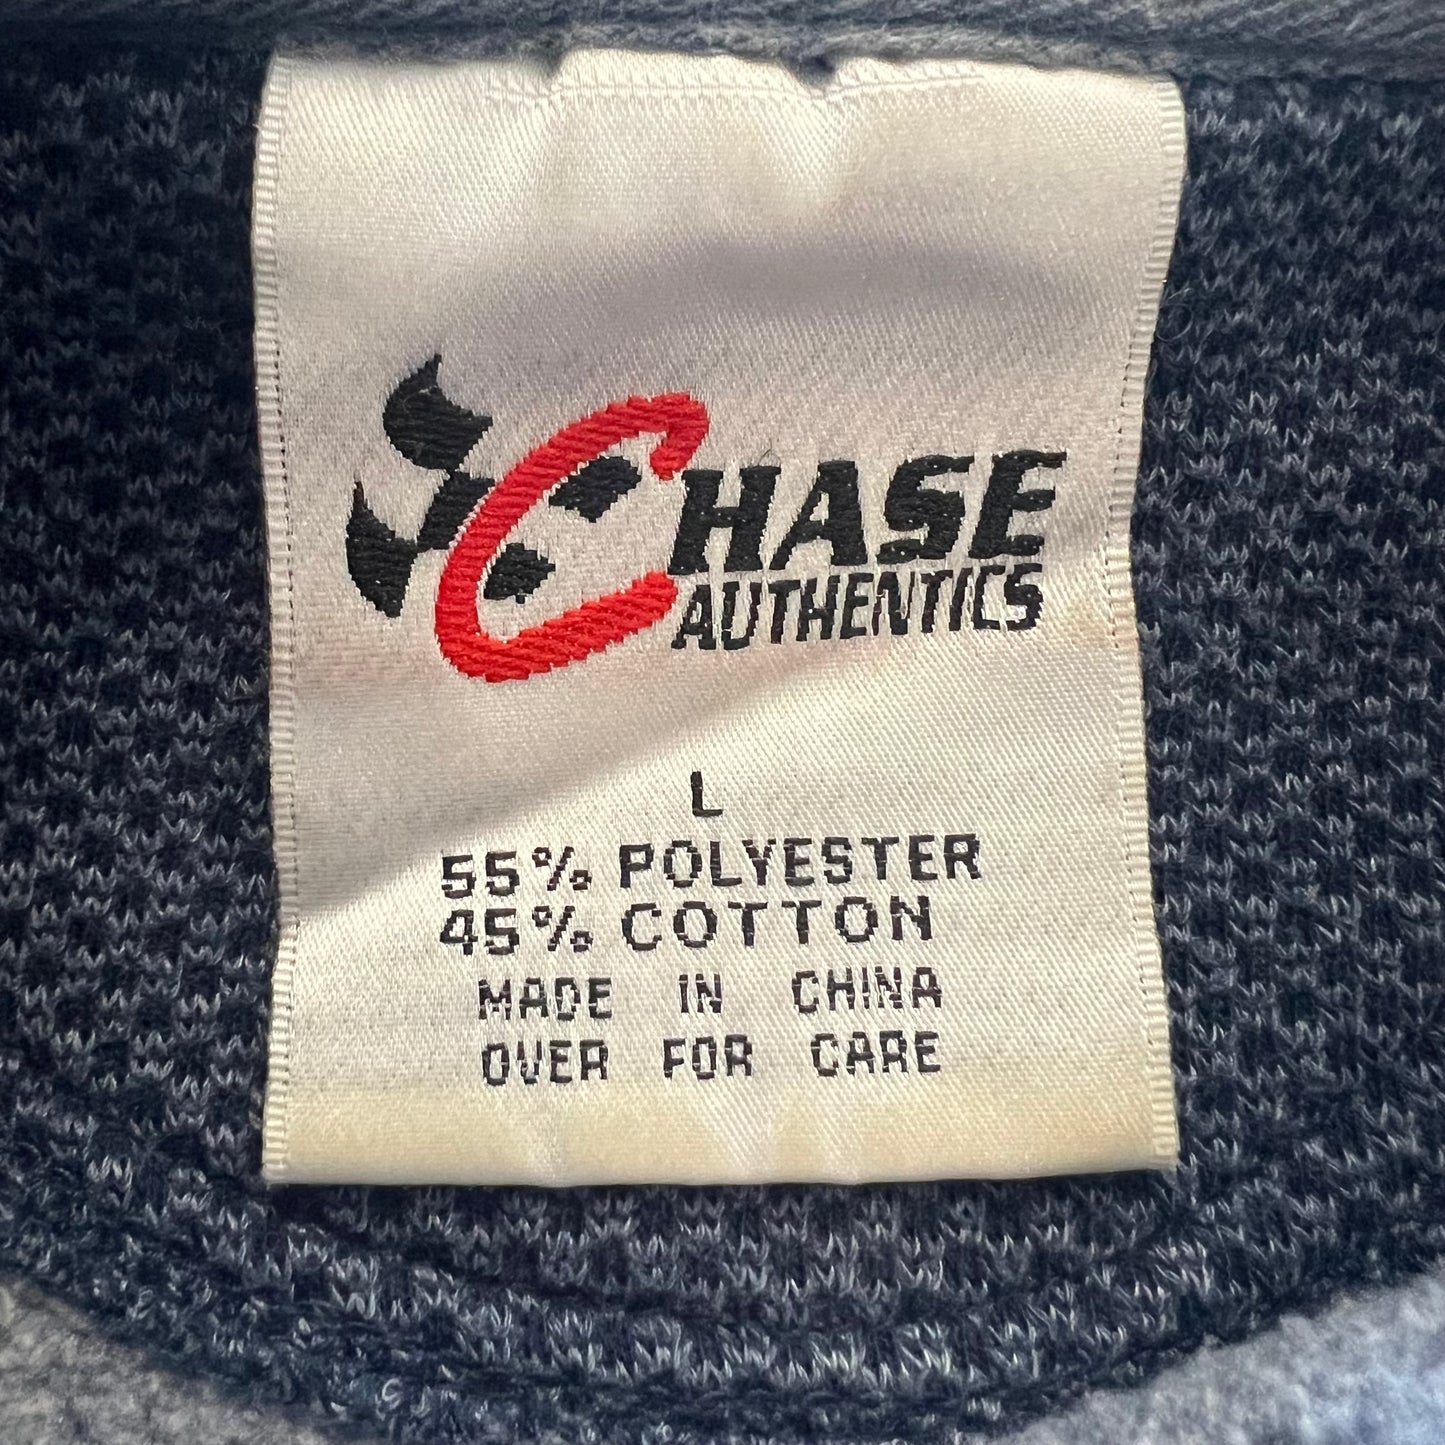 CHASE
AUTHENTICS
L
55% POLYESTER
45% COTTON
MADE IN CHINA
OVER FOR CARE